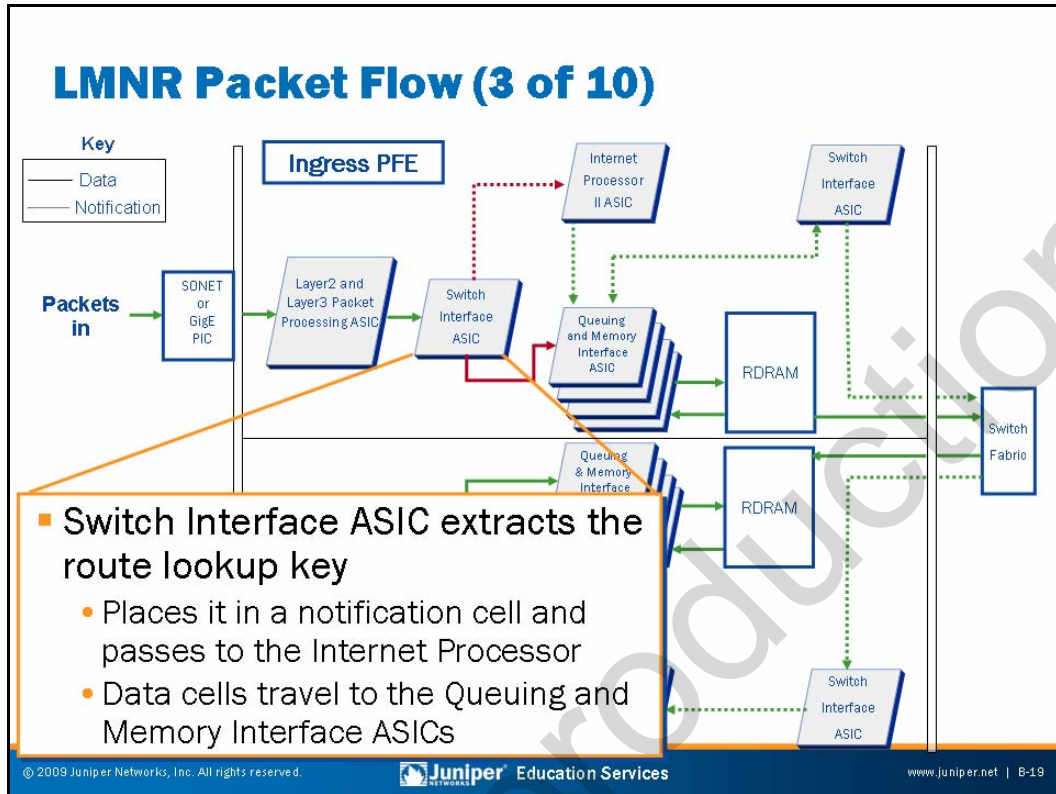 LMNR Packet Flow (3 of 10)
Key
Data
Notification
Ingress PFE
Internet
Processor
II ASIC
Switch
Interface
ASIC
Packets
in
SONET
or
GigE
PIC
Layer2 and
Layer3 Packet
Processing ASIC
Switch
Interface
ASIC
Queuing
and Memory
Interface
ASIC
RDRAM
Switch
Fabric
Queuing
& Memory
Interface
RDRAM
Switch Interface ASIC extracts the
route lookup key
Places it in a notification cell and
passes to the Internet Processor
Data cells travel to the Queuing and
Memory Interface ASICs
Switch
Interface
ASIC
© 2009 Juniper Networks, Inc. All rights reserved.
Juniper NETWORKS Education Services
www.juniper.net | B-19
roduction